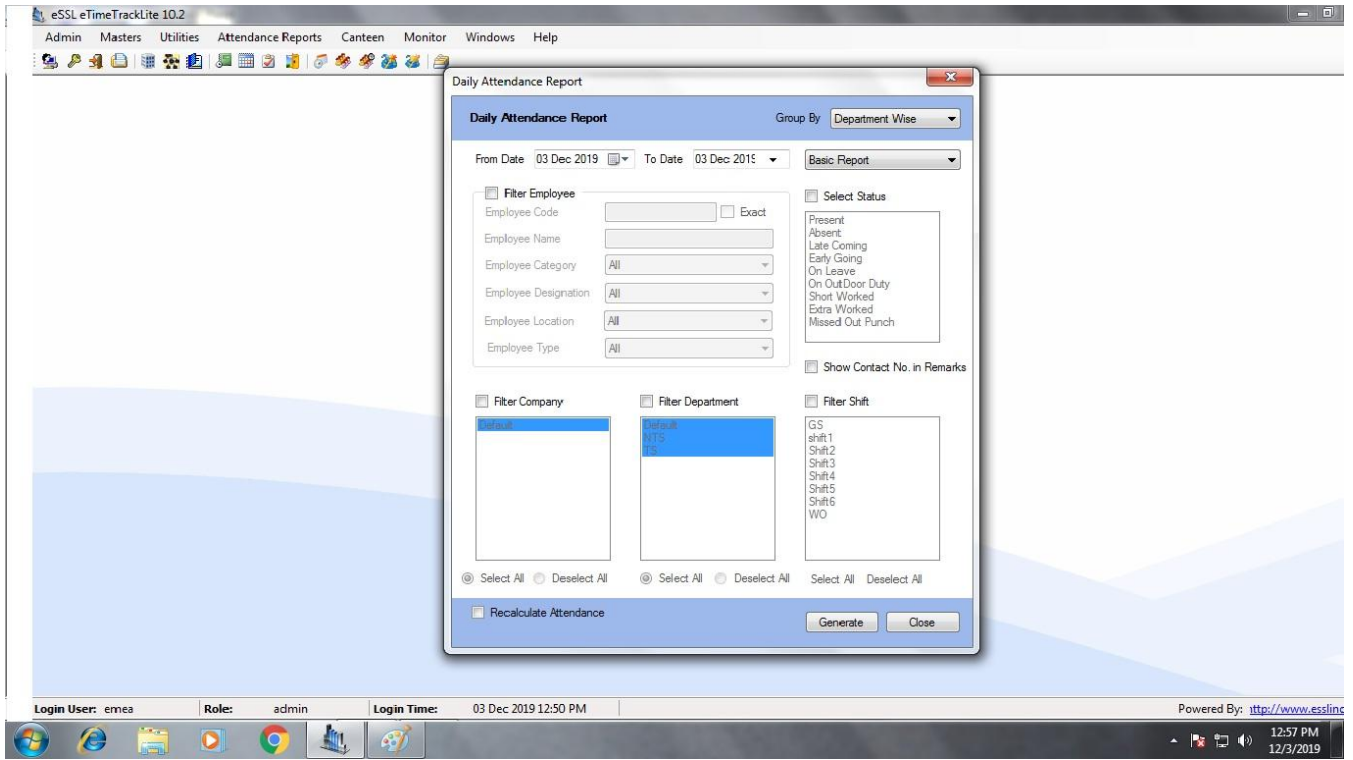 eSSL eTimeTrackLite 10.2
Admin Masters Utilities Attendance Reports Canteen Monitor Windows Help
Daily Attendance Report
Daily Attendance Report Group By Department Wise
From Date 03 Dec 2019 To Date 03 Dec 2019 Basic Report
Filter Employee Select Status
Employee Code Exact
Employee Name
Employee Category All
Employee Designation All
Employee Location All
Employee Type All
Present
Absent
Late Coming
Early Going
On Leave
On OutDoor Duty
Short Worked
Extra Worked
Missed Out Punch
Show Contact No. in Remarks
Filter Company Filter Department Filter Shift
Default
Default
NTS
TS
GS
shift1
Shift2
Shift3
Shift4
Shift5
Shift6
WO
Select All Deselect All Select All Deselect All Select All Deselect All
Recalculate Attendance
Generate Close
Login User: emea Role: admin Login Time: 03 Dec 2019 12:50 PM Powered By: ttp://www.esslinc
12:57 PM
12/3/2019